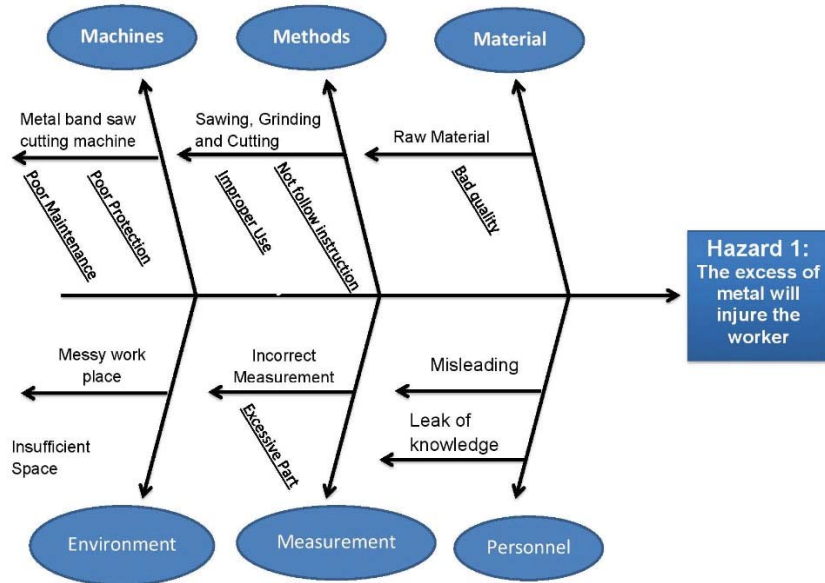 Machines
Methods
Material
Metal band saw
cutting machine
Sawing, Grinding
and Cutting
Raw Material
Poor Maintenance
Poor Protection
Improper Use
Not follow instruction
Bad quality
Hazard 1:
The excess of
metal will
injure the
worker
Messy work
place
Incorrect
Measurement
Misleading
Insufficient
Space
Excessive Part
Leak of
knowledge
Environment
Measurement
Personnel